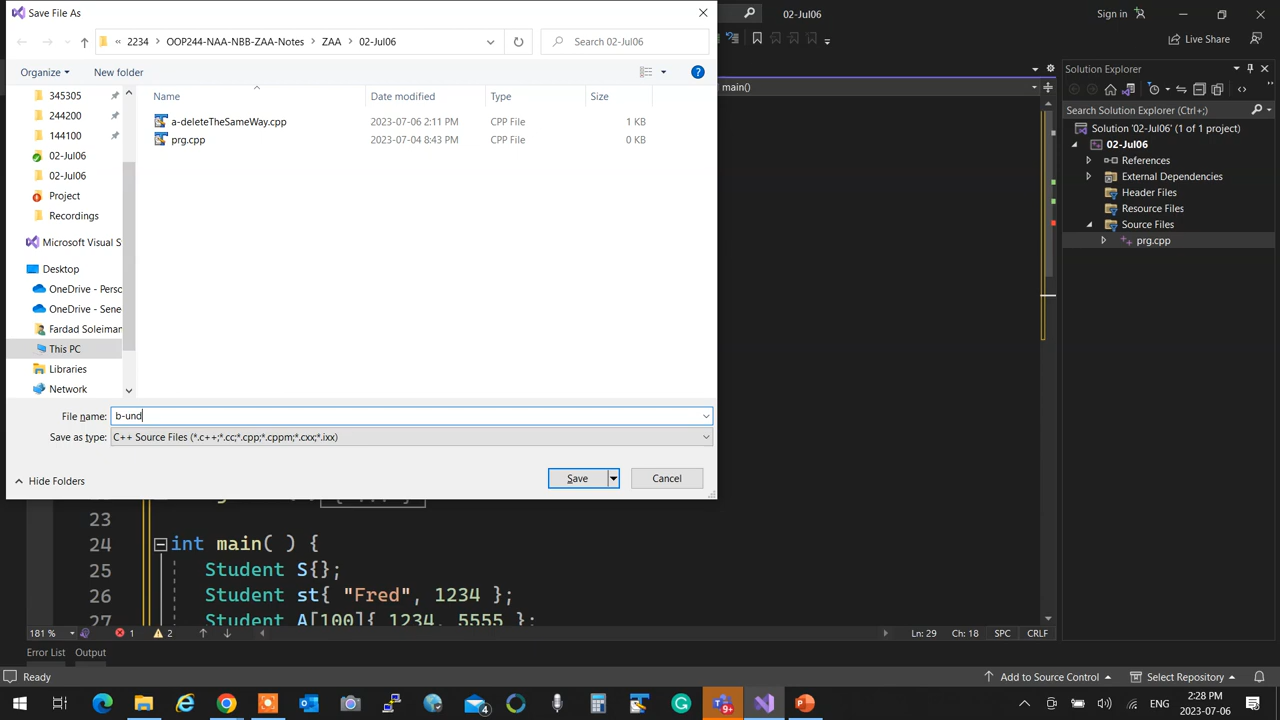 Save File As
02-Jul06
Sign in
« 2234 > OOP244-NAA-NBB-ZAA-Notes > ZAA > 02-Jul06
Search 02-Jul06
Live Share
Organize
New folder
main()
Solution Explorer
Name
Date modified
Type
Size
345305
244200
144100
02-Jul06
02-Jul06
Project
Recordings
Microsoft Visual S
Desktop
OneDrive - Perso
OneDrive - Sene
Fardad Soleiman
This PC
Libraries
Network
a-deleteTheSameWay.cpp
2023-07-06 2:11 PM
CPP File
1 KB
prg.cpp
2023-07-04 8:43 PM
CPP File
0 KB
Search Solution Explorer (Ctrl+;)
Solution '02-Jul06' (1 of 1 project)
02-Jul06
References
External Dependencies
Header Files
Resource Files
Source Files
prg.cpp
File name:
b-und
Save as type:
C++ Source Files (*.c++;*.cc;*.cpp;*.cppm;*.cxx;*.ixx)
Hide Folders
Save
Cancel
23
24 int main( ) {
25 Student S{};
26 Student st{ "Fred", 1234 };
27 Student A[100]{ 1234, 5555 };
181 %
1
2
Ln: 29
Ch: 18
SPC
CRLF
Error List
Output
Ready
Add to Source Control
Select Repository
4
9+
ENG
2:28 PM
2023-07-06